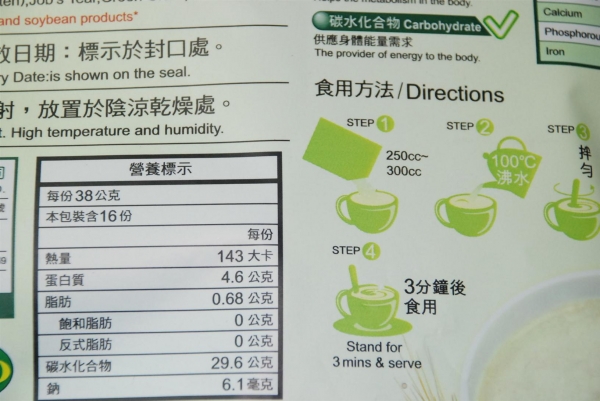 and soybean products*
效日期：標示於封口處。
ry Date:is shown on the seal.
射，放置於陰涼乾燥處。
t. High temperature and humidity.
營養標示
每份38公克
本包裝含16份
每份
熱量 143 大卡
蛋白質 4.6 公克
脂肪 0.68 公克
飽和脂肪 0 公克
反式脂肪 0 公克
碳水化合物 29.6 公克
鈉 6.1毫克
碳水化合物 Carbohydrate
供應身體能量需求
The provider of energy to the body.
Calcium
Phosphorou
Iron
食用方法/Directions
STEP 1
250cc~
300cc
STEP 2
100°C
沸水
STEP 3
拌勻
STEP 4
3分鐘後
食用
Stand for
3 mins & serve